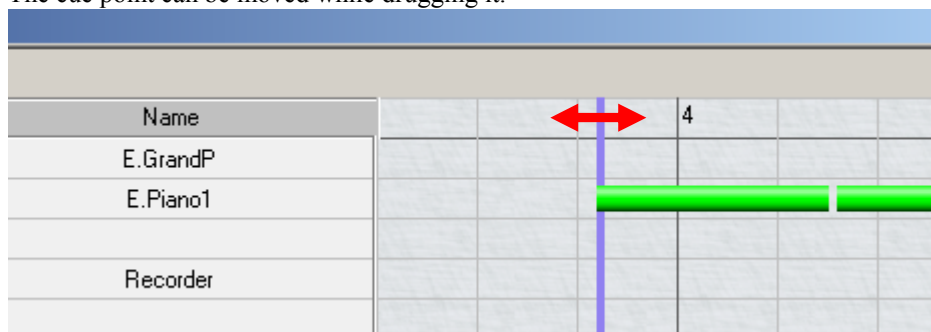 The cue point can be moved while dragging it.
Name
4
E.GrandP
E.Piano1
Recorder